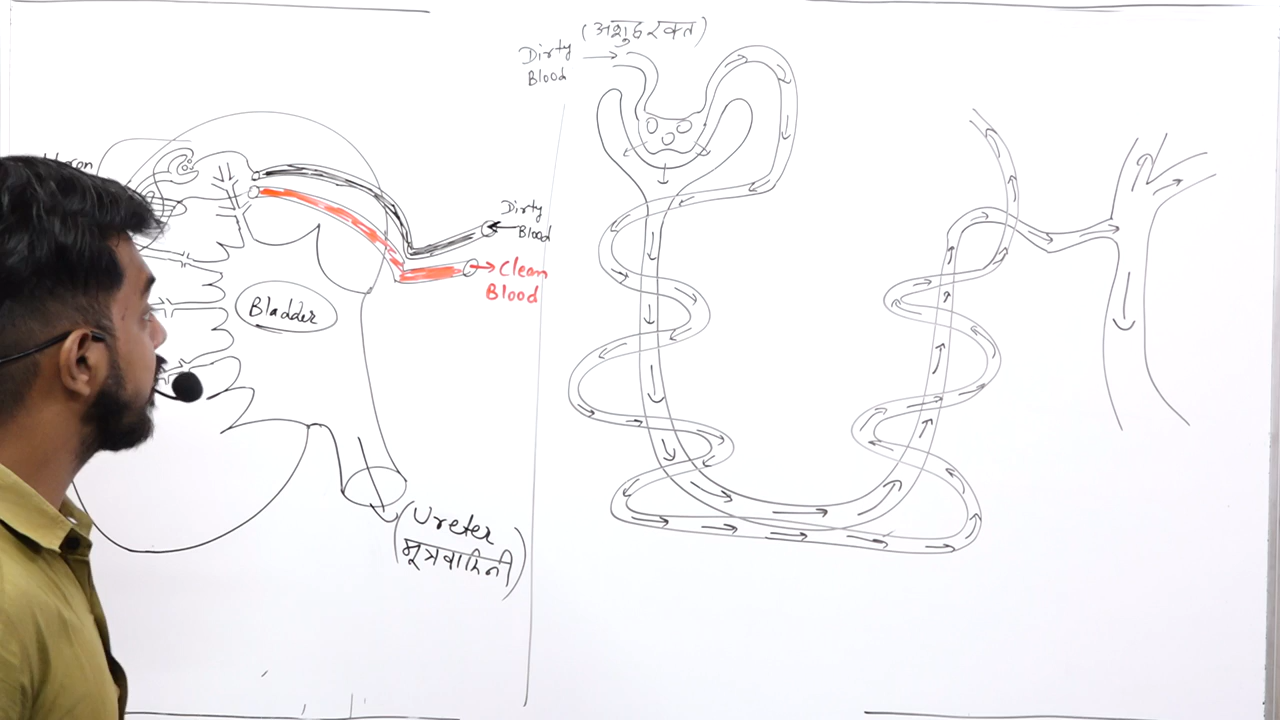 (अशुद्ध रक्त)
Dirty
Blood
Dirty
Blood
Clean
Blood
Bladder
(Ureter
मूत्रवाहिनी)